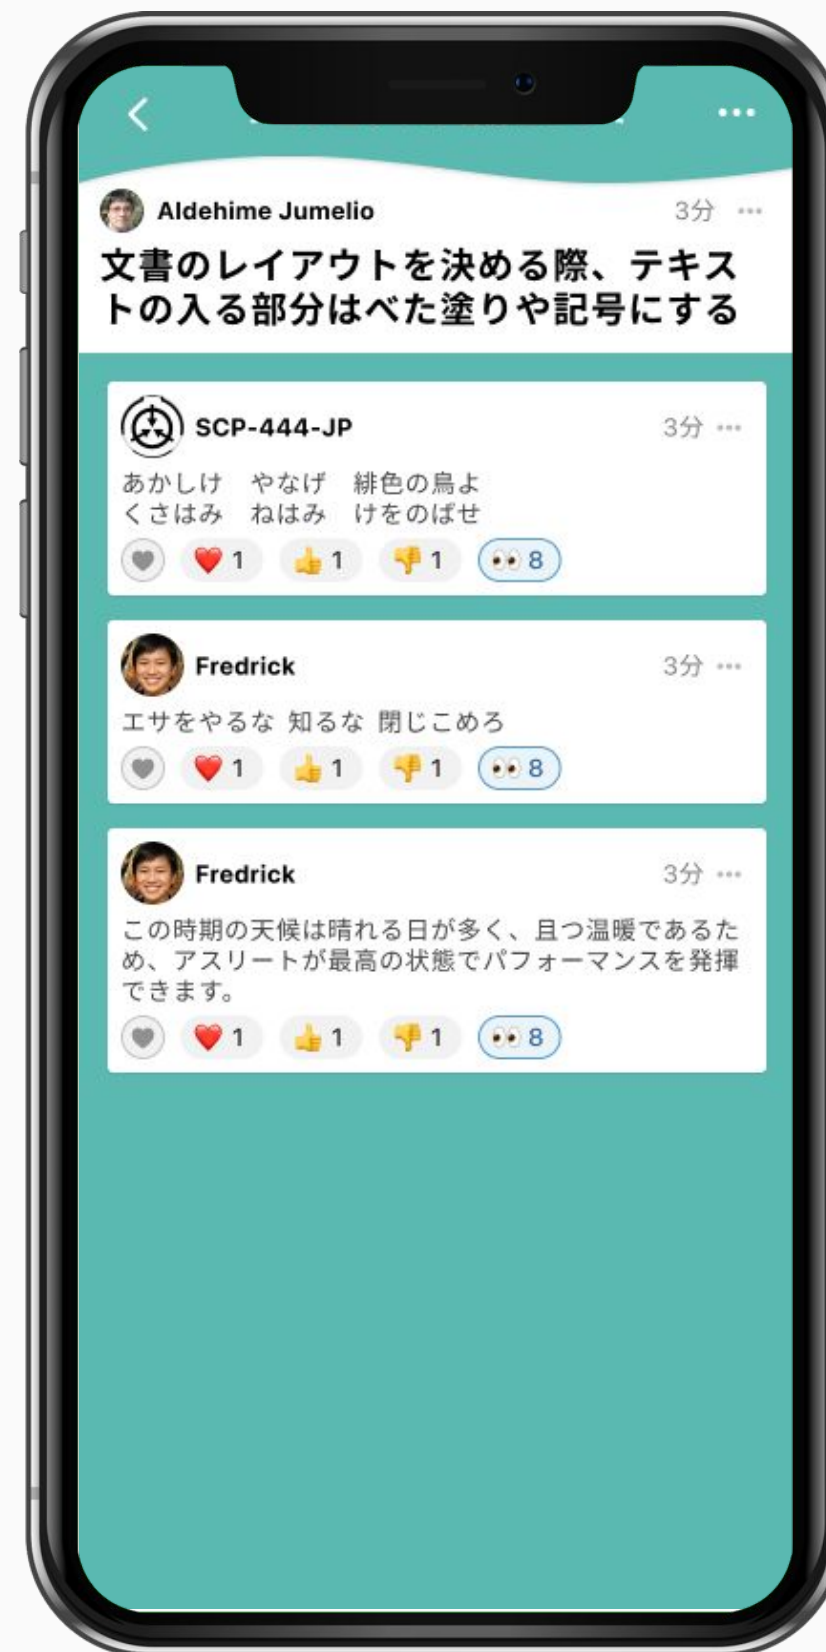 Aldehime Jumelio 3分
文書のレイアウトを決める際、テキス
トの入る部分はべた塗りや記号にする
SCP-444-JP 3分
あかしけ　やなげ　緋色の鳥よ
くさはみ　ねはみ　けをのばせ
❤️ 1 👍 1 👎 1 👀 8
Fredrick 3分
エサをやるな 知るな 閉じこめろ
❤️ 1 👍 1 👎 1 👀 8
Fredrick 3分
この時期の天候は晴れる日が多く、且つ温暖であるた
め、アスリートが最高の状態でパフォーマンスを発揮
できます。
❤️ 1 👍 1 👎 1 👀 8